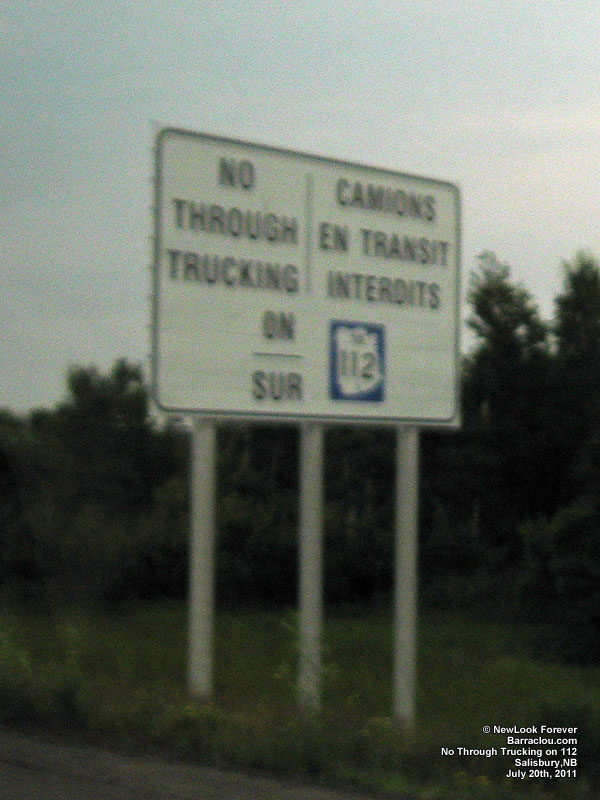 NO
THROUGH
TRUCKING
CAMIONS
EN TRANSIT
INTERDITS
ON
SUR
NB
112
© NewLook Forever
Barraclou.com
No Through Trucking on 112
Salisbury,NB
July 20th, 2011